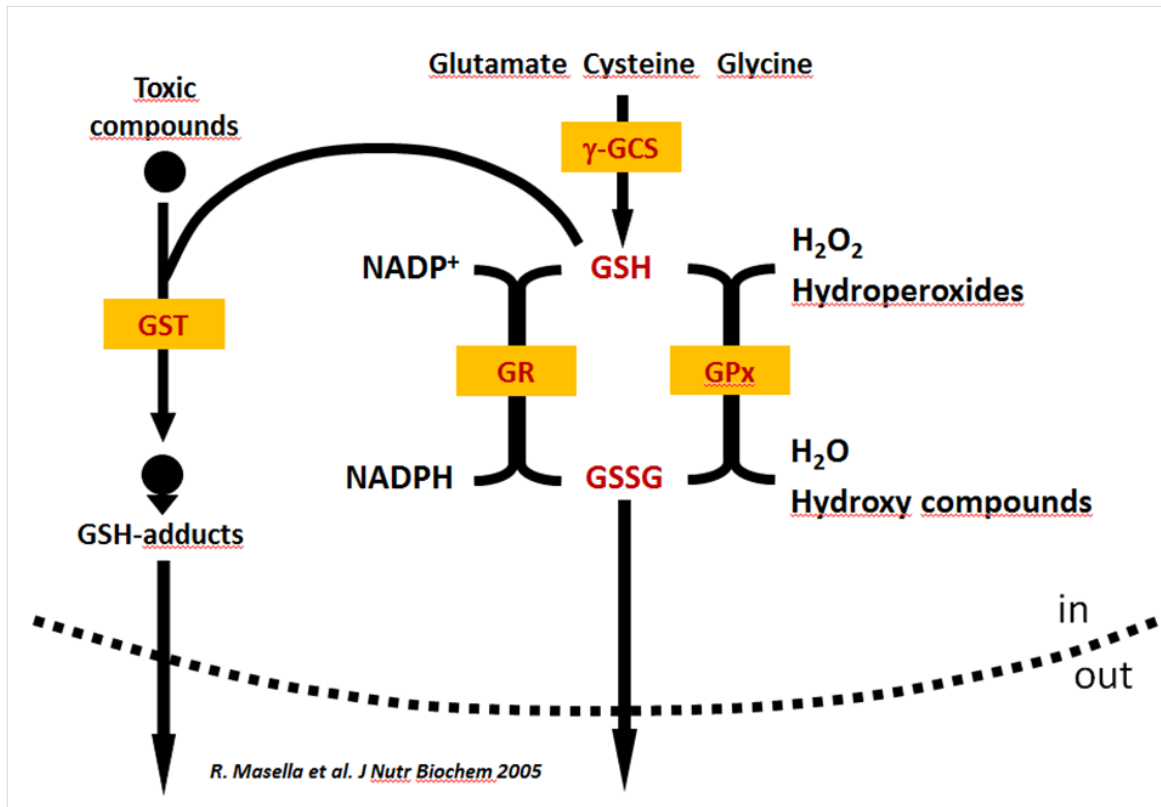 Glutamate Cysteine Glycine
Toxic
compounds
γ-GCS
NADP⁺
GSH
H₂O₂
Hydroperoxides
GST
GR
GPx
NADPH
GSSG
H₂O
Hydroxy compounds
GSH-adducts
in
out
R. Masella et al. J Nutr Biochem 2005